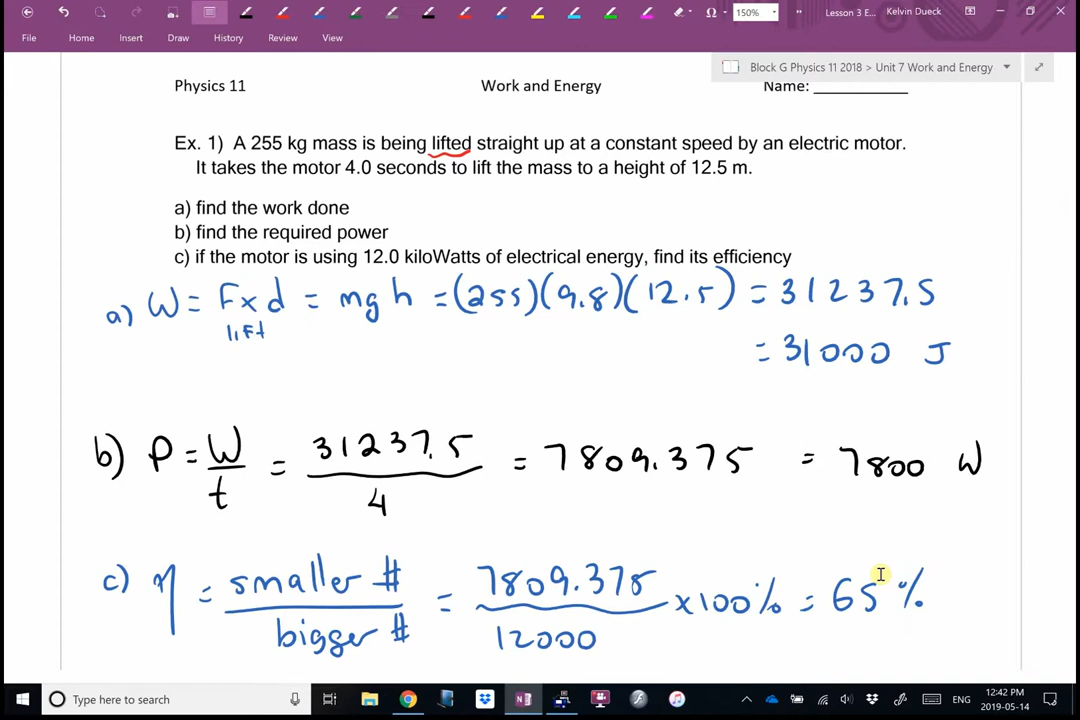 150%
Lesson 3 E...
Kelvin Dueck
File Home Insert Draw History Review View
Block G Physics 11 2018 > Unit 7 Work and Energy
Physics 11 Work and Energy Name: __________
Ex. 1) A 255 kg mass is being lifted straight up at a constant speed by an electric motor.
It takes the motor 4.0 seconds to lift the mass to a height of 12.5 m.
a) find the work done
b) find the required power
c) if the motor is using 12.0 kiloWatts of electrical energy, find its efficiency
a) W = F x d = mgh = (255)(9.8)(12.5) = 31237.5
lift
= 31000 J
b) P = W/t = 31237.5/4 = 7809.375 = 7800 W
c) η = smaller #/bigger # = 7809.375/12000 x 100% = 65%
Type here to search
ENG
12:42 PM
2019-05-14